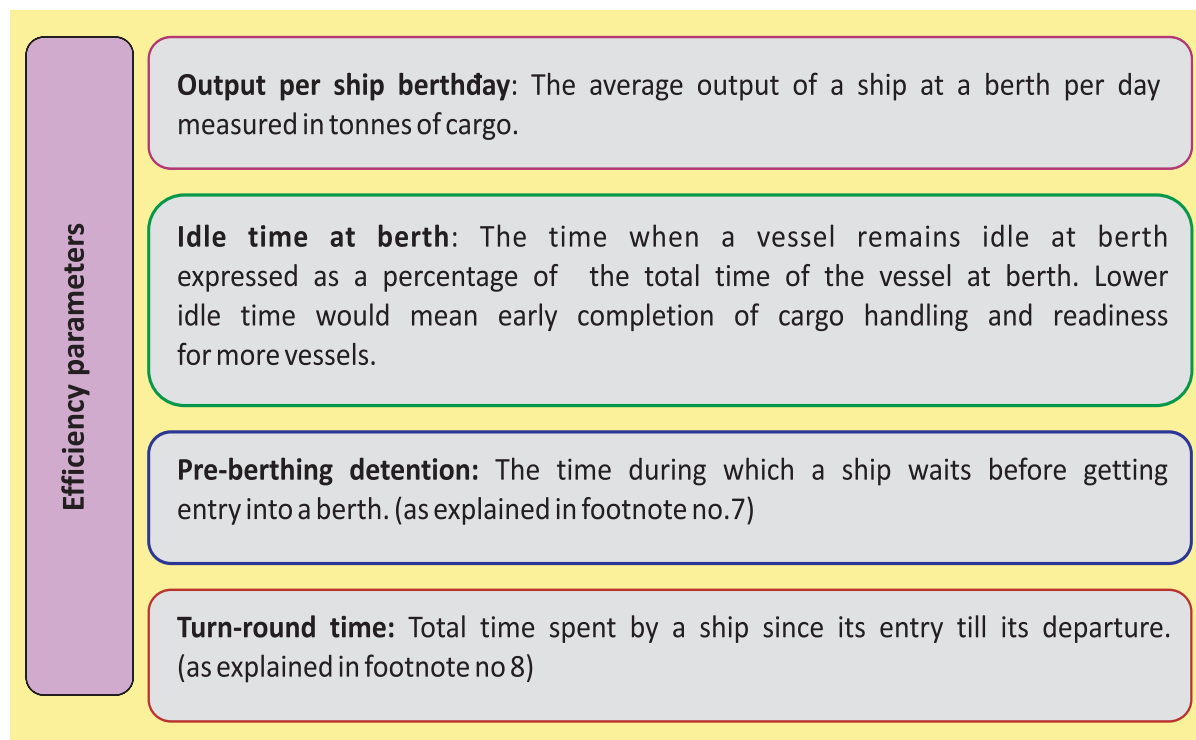 Efficiency parameters
Output per ship berthday: The average output of a ship at a berth per day
measured in tonnes of cargo.
Idle time at berth: The time when a vessel remains idle at berth
expressed as a percentage of the total time of the vessel at berth. Lower
idle time would mean early completion of cargo handling and readiness
for more vessels.
Pre-berthing detention: The time during which a ship waits before getting
entry into a berth. (as explained in footnote no.7)
Turn-round time: Total time spent by a ship since its entry till its departure.
(as explained in footnote no 8)